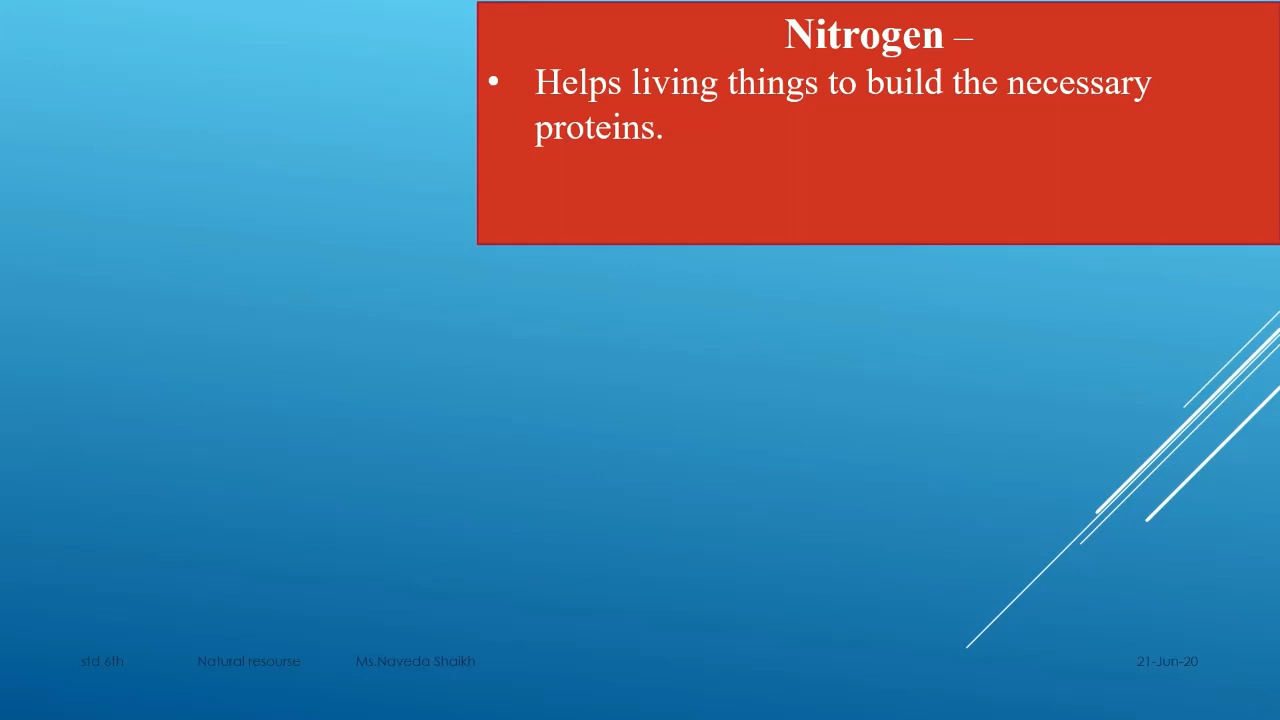 Nitrogen –
• Helps living things to build the necessary
proteins.
std 6th Natural resourse Ms.Naveda Shaikh 21-Jun-20